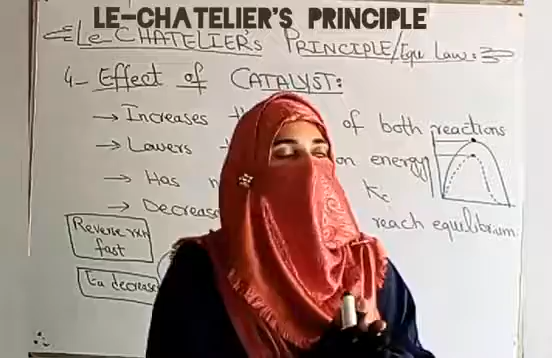 LE-CHATELIER'S PRINCIPLE
Le-CHATELIER's PRINCIPLE/Equ Law:
4- Effect of CATALYST:
→ Increases of both reactions
→ Lowers energy
→ Has Kc
→ reach equilibrium
Reverse rxn
fast
Ea decrease